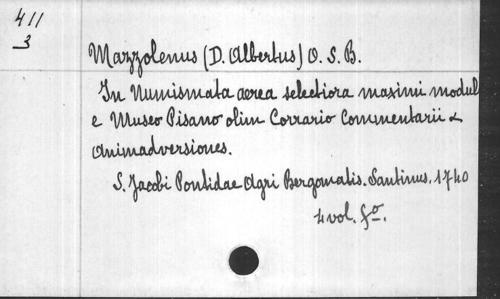 411
3
Mazzolenus (D. Albertus) O. S. B.
In Numismata aerea selectiora maximi modul
e Museo Pisano olim Corrario Commentarii &
animadversiones.
S. Jacobi Pontidae Agri Bergomatis. Santinus. 1740
4 vol. fo.